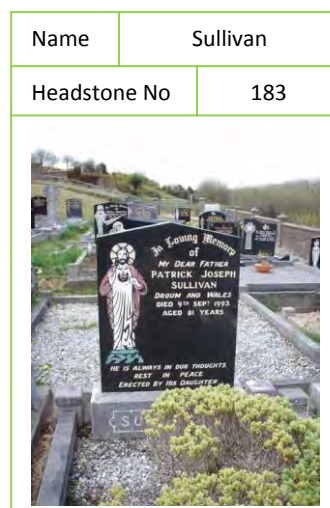 Name Sullivan
Headstone No 183
In Loving Memory
of
MY DEAR FATHER
PATRICK JOSEPH
SULLIVAN
DROUM AND WALES
DIED 9TH SEPT 1993
AGED 81 YEARS
HE IS ALWAYS IN OUR THOUGHTS
REST IN PEACE
ERECTED BY HIS DAUGHTER
SU